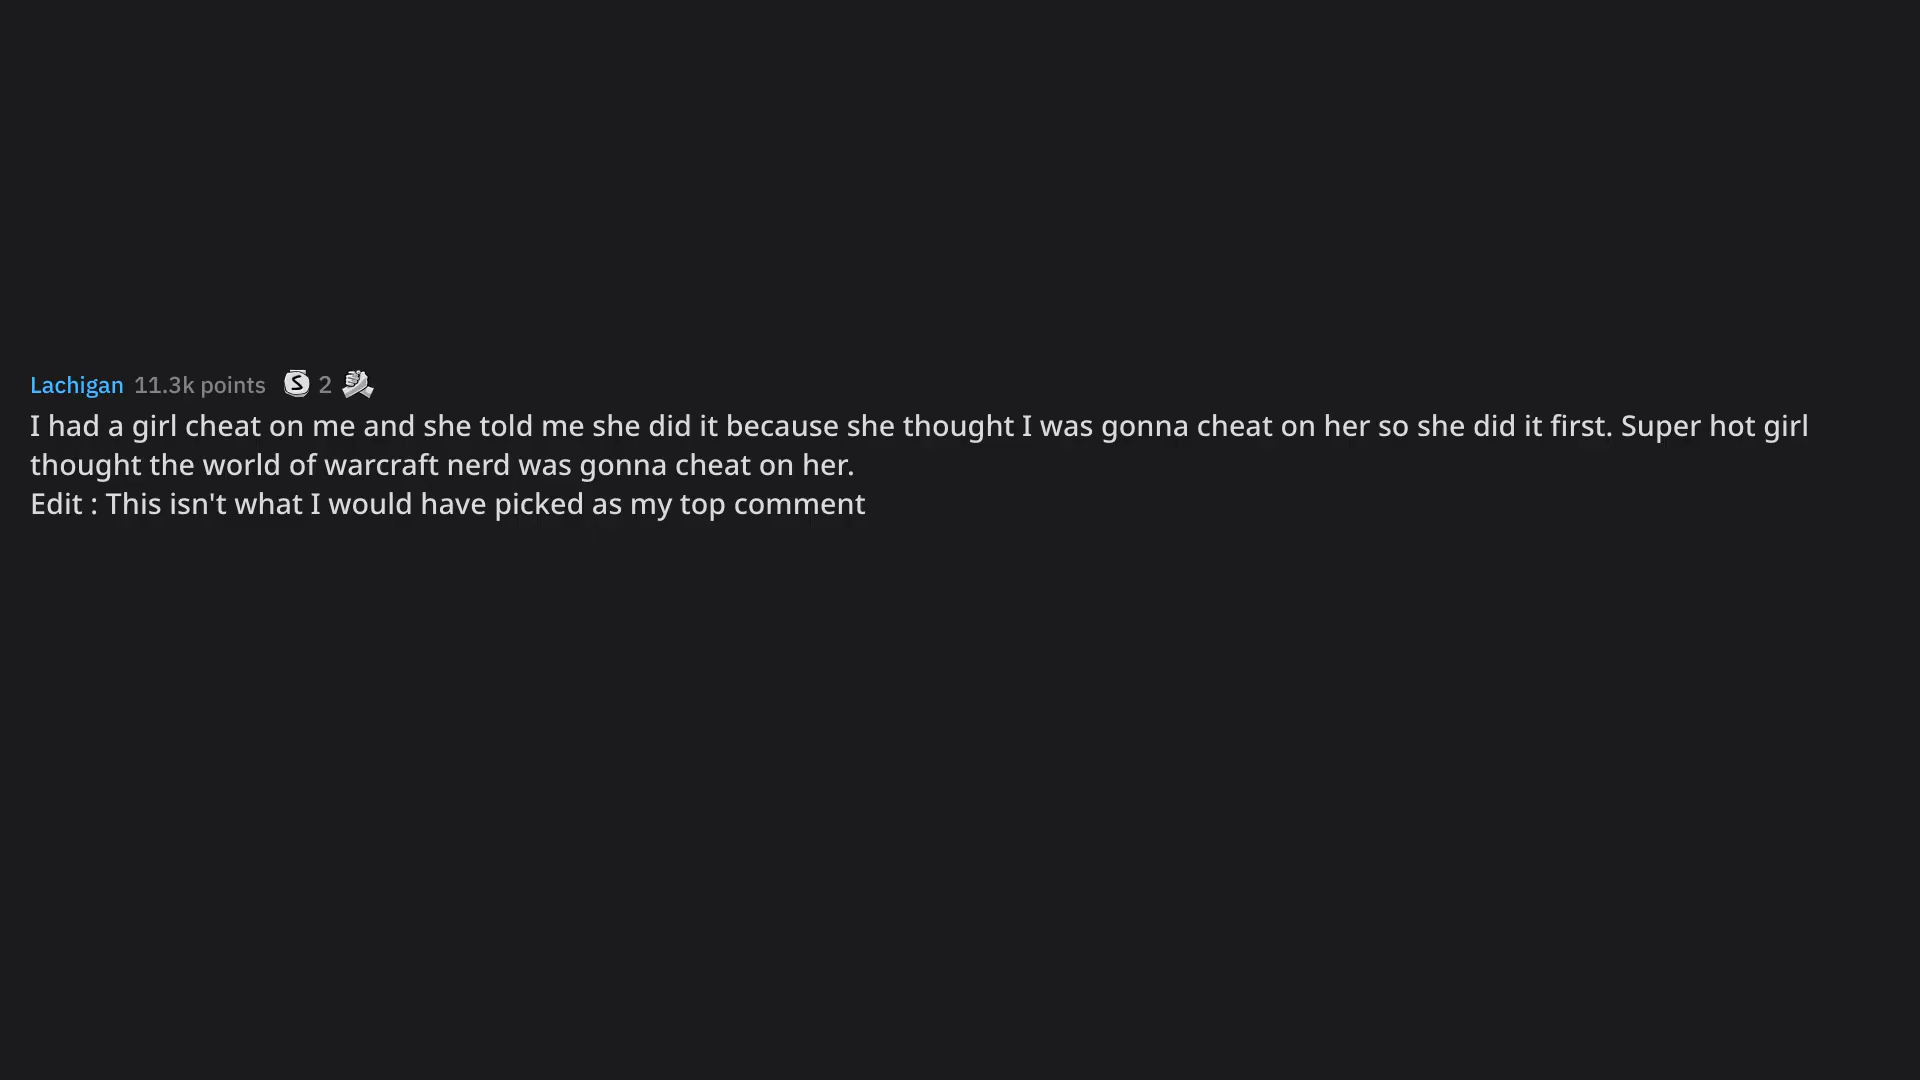 Lachigan 11.3k points S 2
I had a girl cheat on me and she told me she did it because she thought I was gonna cheat on her so she did it first. Super hot girl
thought the world of warcraft nerd was gonna cheat on her.
Edit : This isn't what I would have picked as my top comment